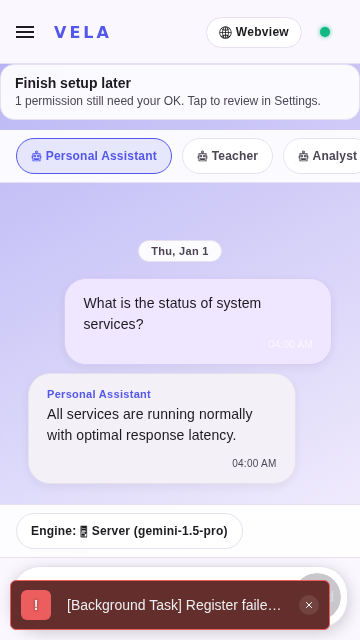 VELA
Webview
Finish setup later
1 permission still needs your OK. Tap to review in Settings.
Personal Assistant
Teacher
Analyst
Thu, Jan 1
What is the status of system
services?
04:00 AM
Personal Assistant
All services are running normally
with optimal response latency.
04:00 AM
Engine: Server (gemini-1.5-pro)
! [Background Task] Register faile… ×